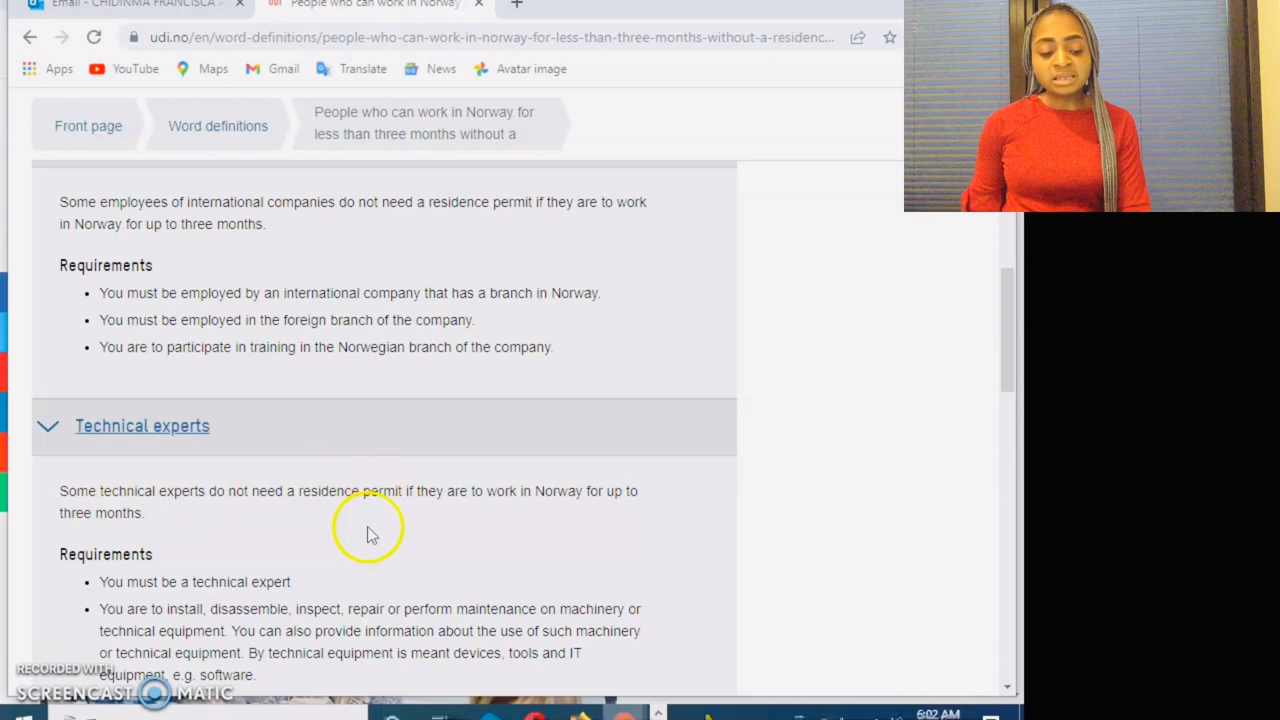 Email - CHIDINMA FRANCISCA
People who can work in Norway
udi.no/en/word-definitions/people-who-can-work-in-norway-for-less-than-three-months-without-a-residenc...
Apps YouTube Maps Gmail Translate News Avatar image
Front page
Word definitions
People who can work in Norway for
less than three months without a
Some employees of international companies do not need a residence permit if they are to work
in Norway for up to three months.
Requirements
• You must be employed by an international company that has a branch in Norway.
• You must be employed in the foreign branch of the company.
• You are to participate in training in the Norwegian branch of the company.
Technical experts
Some technical experts do not need a residence permit if they are to work in Norway for up to
three months.
Requirements
• You must be a technical expert
• You are to install, disassemble, inspect, repair or perform maintenance on machinery or
technical equipment. You can also provide information about the use of such machinery
or technical equipment. By technical equipment is meant devices, tools and IT
equipment, e.g. software.
RECORDED WITH
SCREENCAST MATIC
6:02 AM